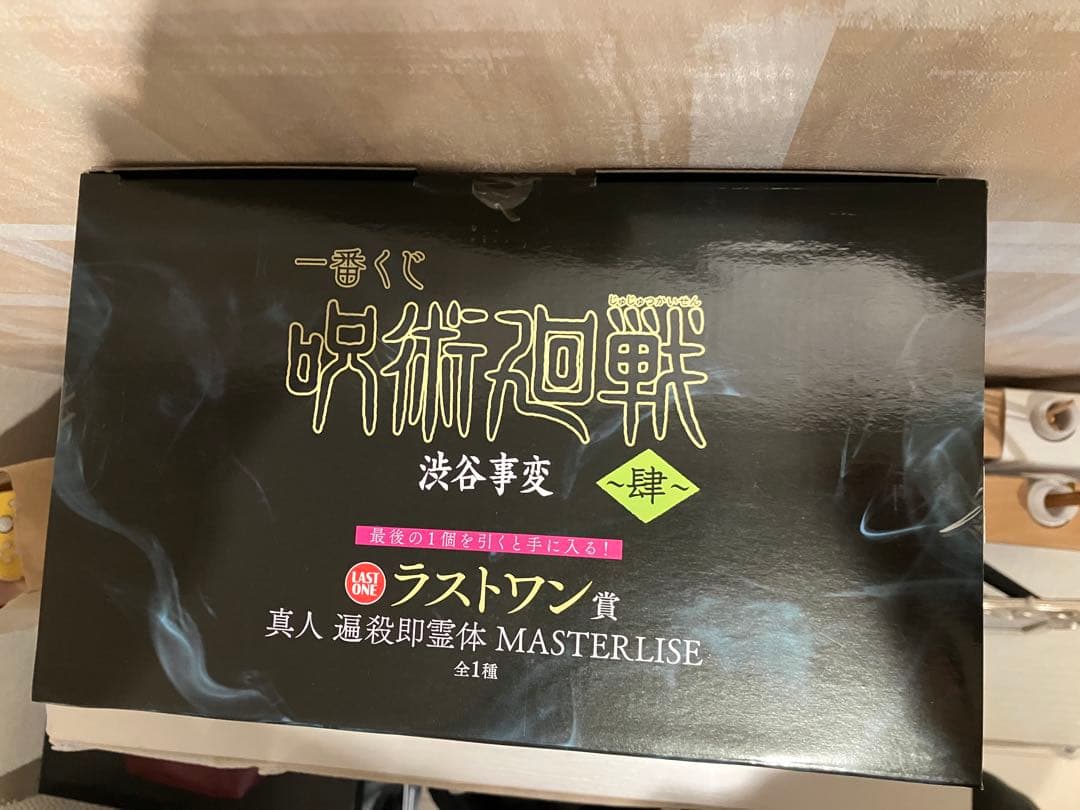 一番くじ
じゅじゅつかいせん
呪術廻戦
渋谷事変
～肆～
最後の1個を引くと手に入る！
LAST ONE ラストワン賞
真人 遍殺即霊体 MASTERLISE
全1種